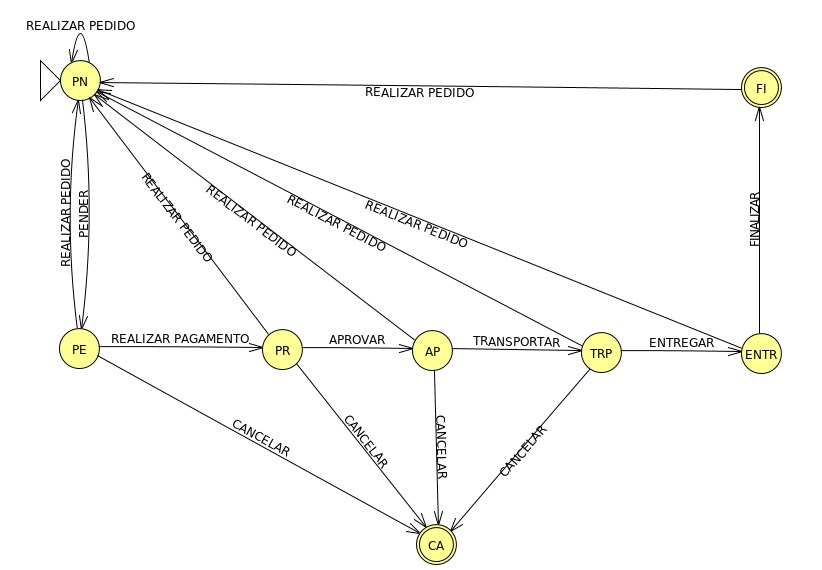 REALIZAR PEDIDO
PN
FI
REALIZAR PEDIDO
REALIZAR PEDIDO
PENDER
REALIZAR PEDIDO
REALIZAR PEDIDO
REALIZAR PEDIDO
REALIZAR PEDIDO
FINALIZAR
PE
REALIZAR PAGAMENTO
PR
APROVAR
AP
TRANSPORTAR
TRP
ENTREGAR
ENTR
CANCELAR
CANCELAR
CANCELAR
CANCELAR
CA